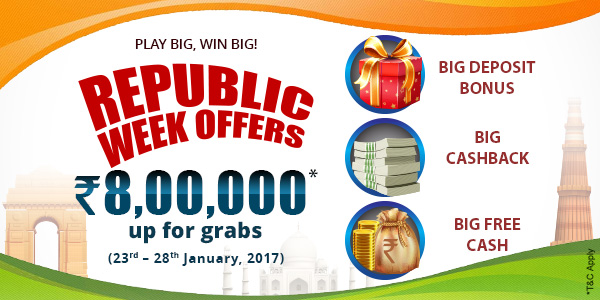 PLAY BIG, WIN BIG!
REPUBLIC
WEEK OFFERS
₹8,00,000*
up for grabs
(23rd – 28th January, 2017)
BIG DEPOSIT
BONUS
BIG
CASHBACK
₹
BIG FREE
CASH
*T&C Apply